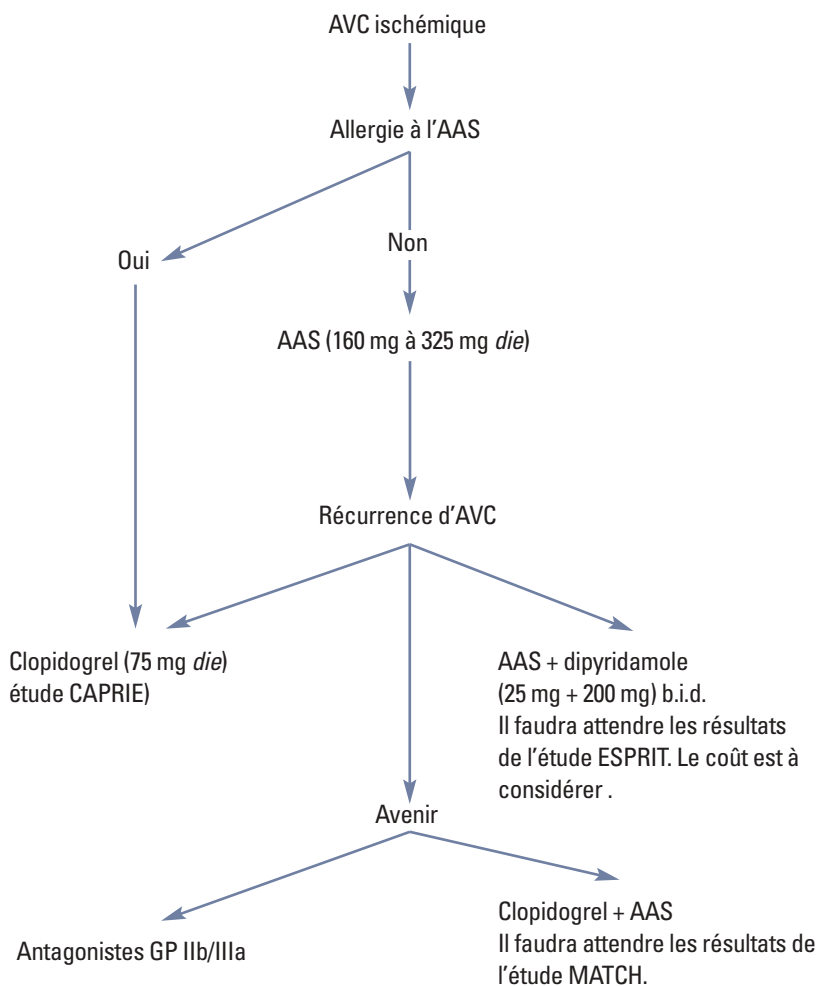 AVC ischémique
Allergie à l'AAS
Oui
Non
AAS (160 mg à 325 mg die)
Récurrence d'AVC
Clopidogrel (75 mg die)
étude CAPRIE)
AAS + dipyridamole
(25 mg + 200 mg) b.i.d.
Il faudra attendre les résultats
de l'étude ESPRIT. Le coût est à
considérer .
Avenir
Antagonistes GP IIb/IIIa
Clopidogrel + AAS
Il faudra attendre les résultats de
l'étude MATCH.